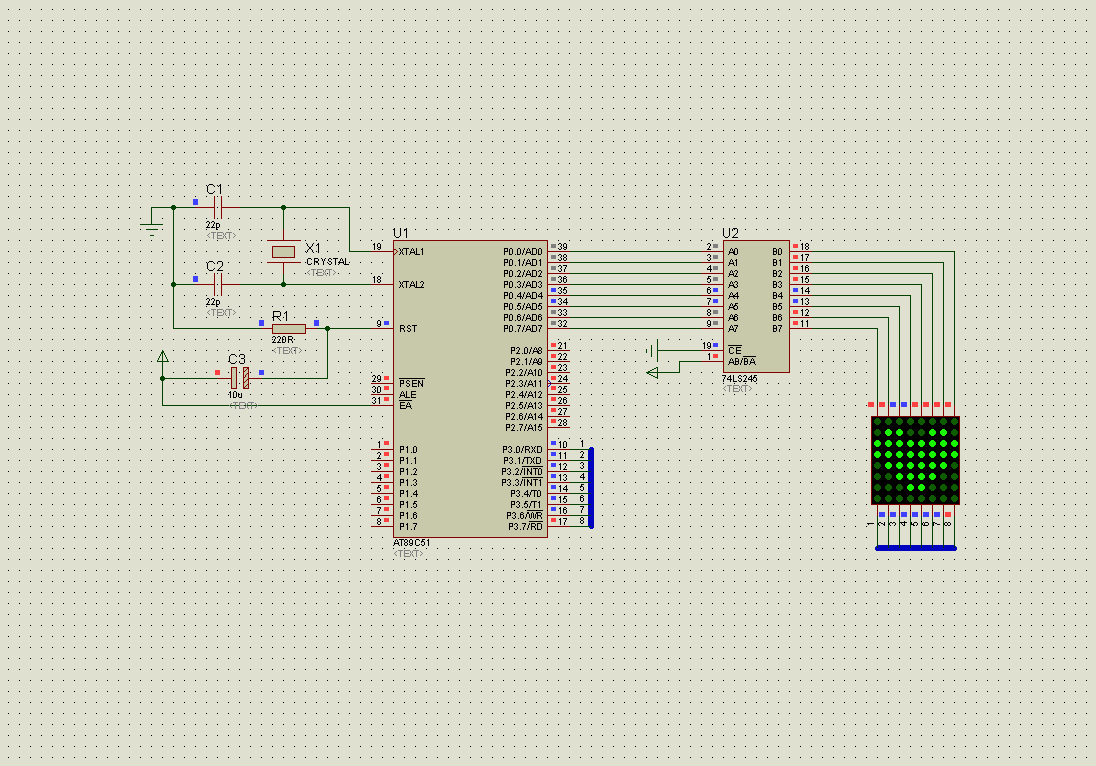 C1
22p
<TEXT>
X1
CRYSTAL
<TEXT>
C2
22p
<TEXT>
R1
220R
<TEXT>
C3
10u
<TEXT>
U1
19 XTAL1 P0.0/AD0 39
P0.1/AD1 38
P0.2/AD2 37
18 XTAL2 P0.3/AD3 36
P0.4/AD4 35
P0.5/AD5 34
P0.6/AD6 33
9 RST P0.7/AD7 32
P2.0/A8 21
P2.1/A9 22
P2.2/A10 23
29 PSEN P2.3/A11 24
30 ALE P2.4/A12 25
31 EA P2.5/A13 26
P2.6/A14 27
P2.7/A15 28
1 P1.0 P3.0/RXD 10 1
2 P1.1 P3.1/TXD 11 2
3 P1.2 P3.2/INT0 12 3
4 P1.3 P3.3/INT1 13 4
5 P1.4 P3.4/T0 14 5
6 P1.5 P3.5/T1 15 6
7 P1.6 P3.6/WR 16 7
8 P1.7 P3.7/RD 17 8
AT89C51
<TEXT>
U2
2 A0 B0 18
3 A1 B1 17
4 A2 B2 16
5 A3 B3 15
6 A4 B4 14
7 A5 B5 13
8 A6 B6 12
9 A7 B7 11
19 CE
1 AB/BA
74LS245
<TEXT>
1 2 3 4 5 6 7 8